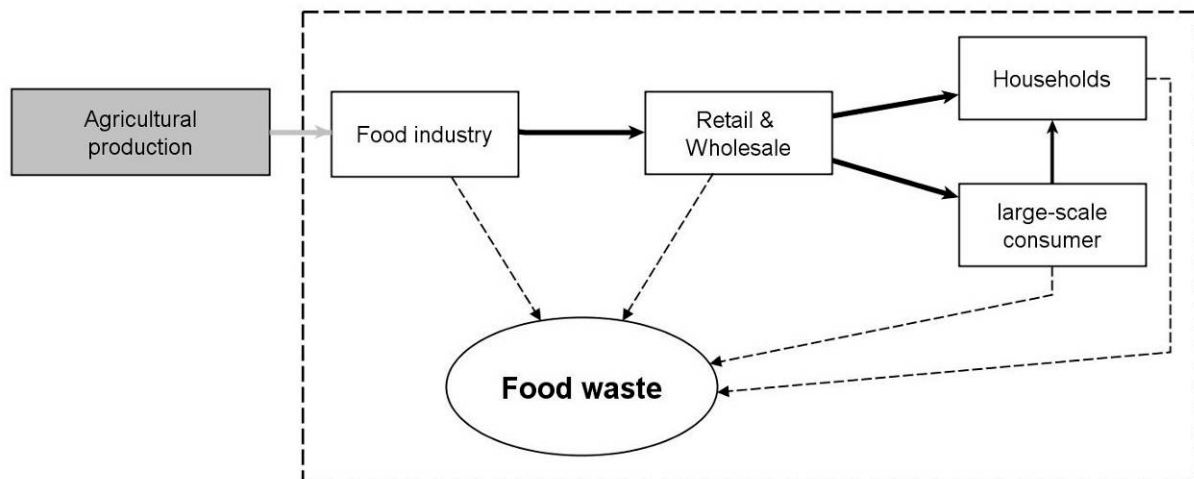 Agricultural
production
Food industry
Retail &
Wholesale
Households
large-scale
consumer
Food waste